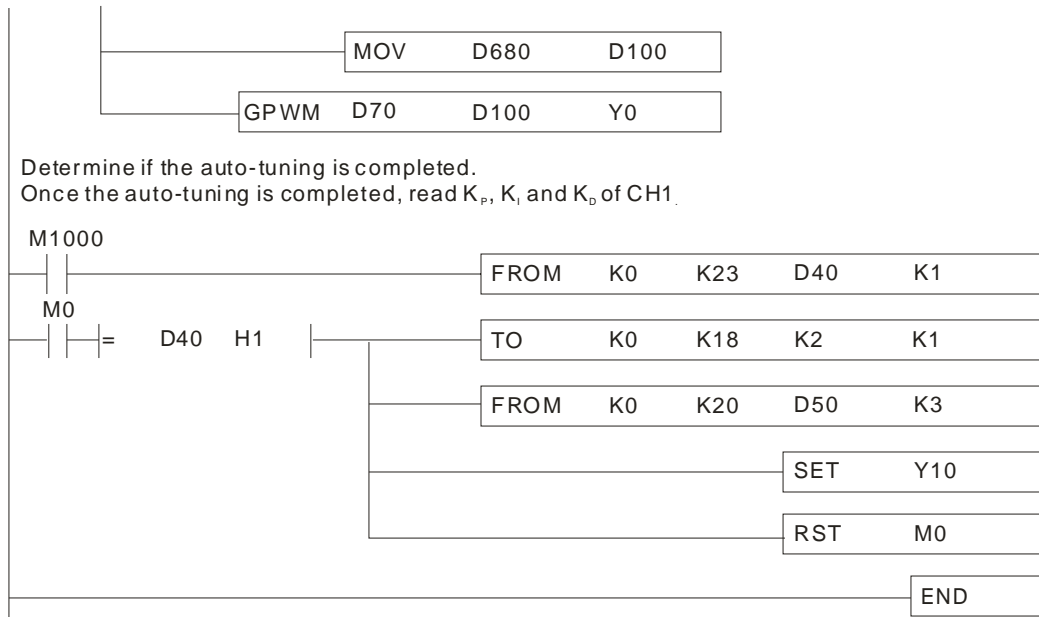 MOV D680 D100
GPWM D70 D100 Y0
Determine if the auto-tuning is completed.
Once the auto-tuning is completed, read KP, KI and KD of CH1.
M1000
FROM K0 K23 D40 K1
M0
= D40 H1
TO K0 K18 K2 K1
FROM K0 K20 D50 K3
SET Y10
RST M0
END